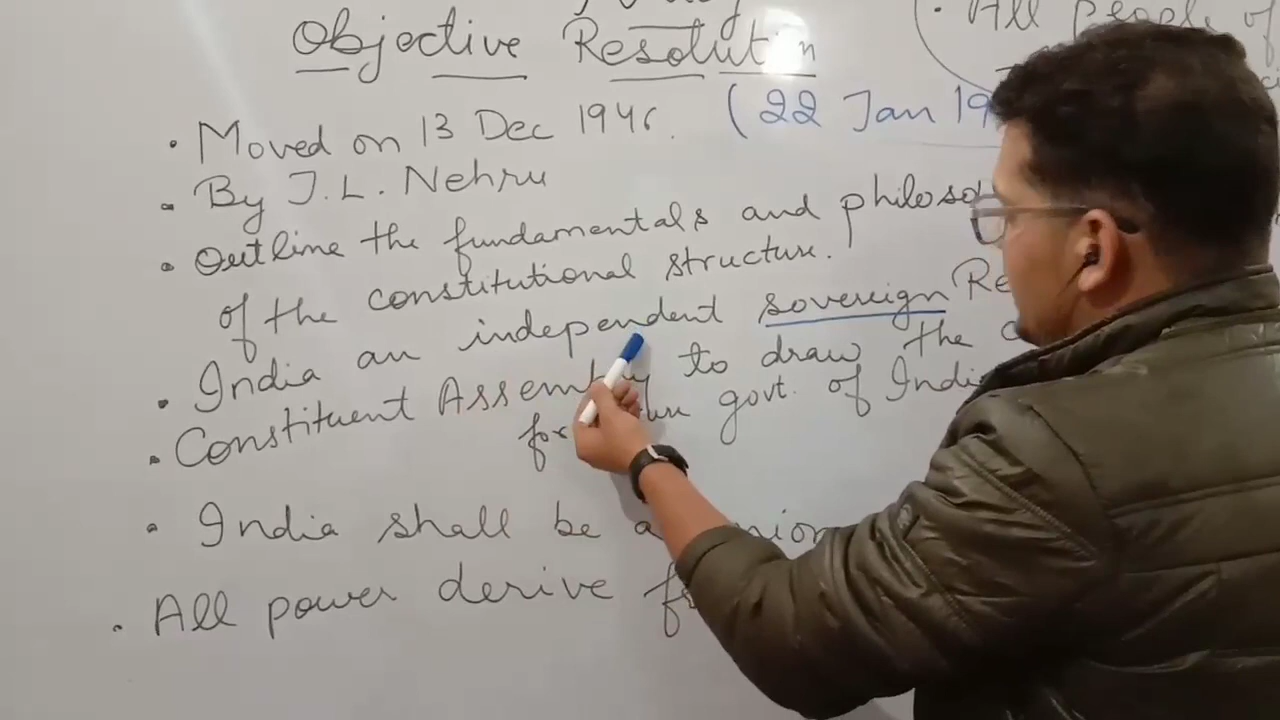 Objective Resolution
All people of
Moved on 13 Dec 1946. (22 Jan 19
By J.L. Nehru
Outline the fundamentals and philoso
of the constitutional structure.
India an independent sovereign Re
Constituent Assembly to draw the
for govt. of India
India shall be a
All power derive